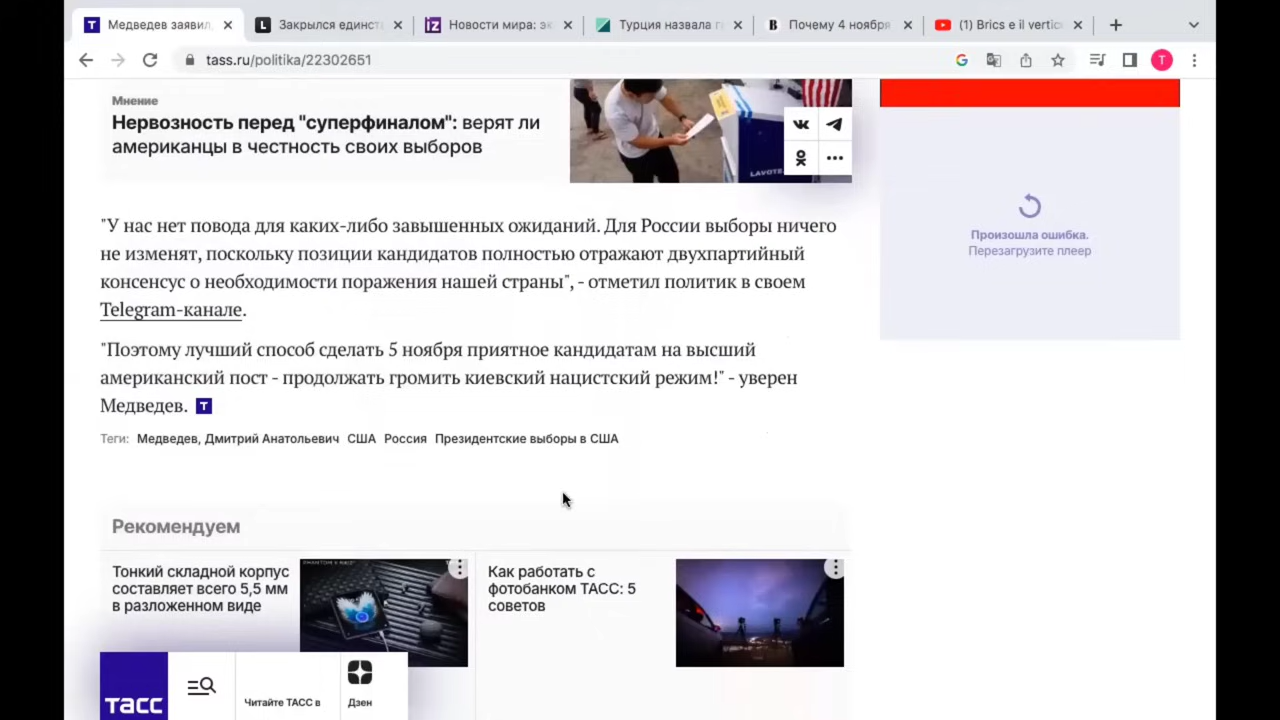 Медведев заявил,
Закрылся единст
Новости мира: эк
Турция назвала г
Почему 4 ноября
(1) Brics e il vertic
tass.ru/politika/22302651
Мнение
Нервозность перед "суперфиналом": верят ли
американцы в честность своих выборов
LAVOTE
"У нас нет повода для каких-либо завышенных ожиданий. Для России выборы ничего
не изменят, поскольку позиции кандидатов полностью отражают двухпартийный
консенсус о необходимости поражения нашей страны", - отметил политик в своем
Telegram-канале.
"Поэтому лучший способ сделать 5 ноября приятное кандидатам на высший
американский пост - продолжать громить киевский нацистский режим!" - уверен
Медведев.
Теги: Медведев, Дмитрий Анатольевич США Россия Президентские выборы в США
Произошла ошибка.
Перезагрузите плеер
Рекомендуем
Тонкий складной корпус
составляет всего 5,5 мм
в разложенном виде
Как работать с
фотобанком ТАСС: 5
советов
ТАСС
Читайте ТАСС в
Дзен